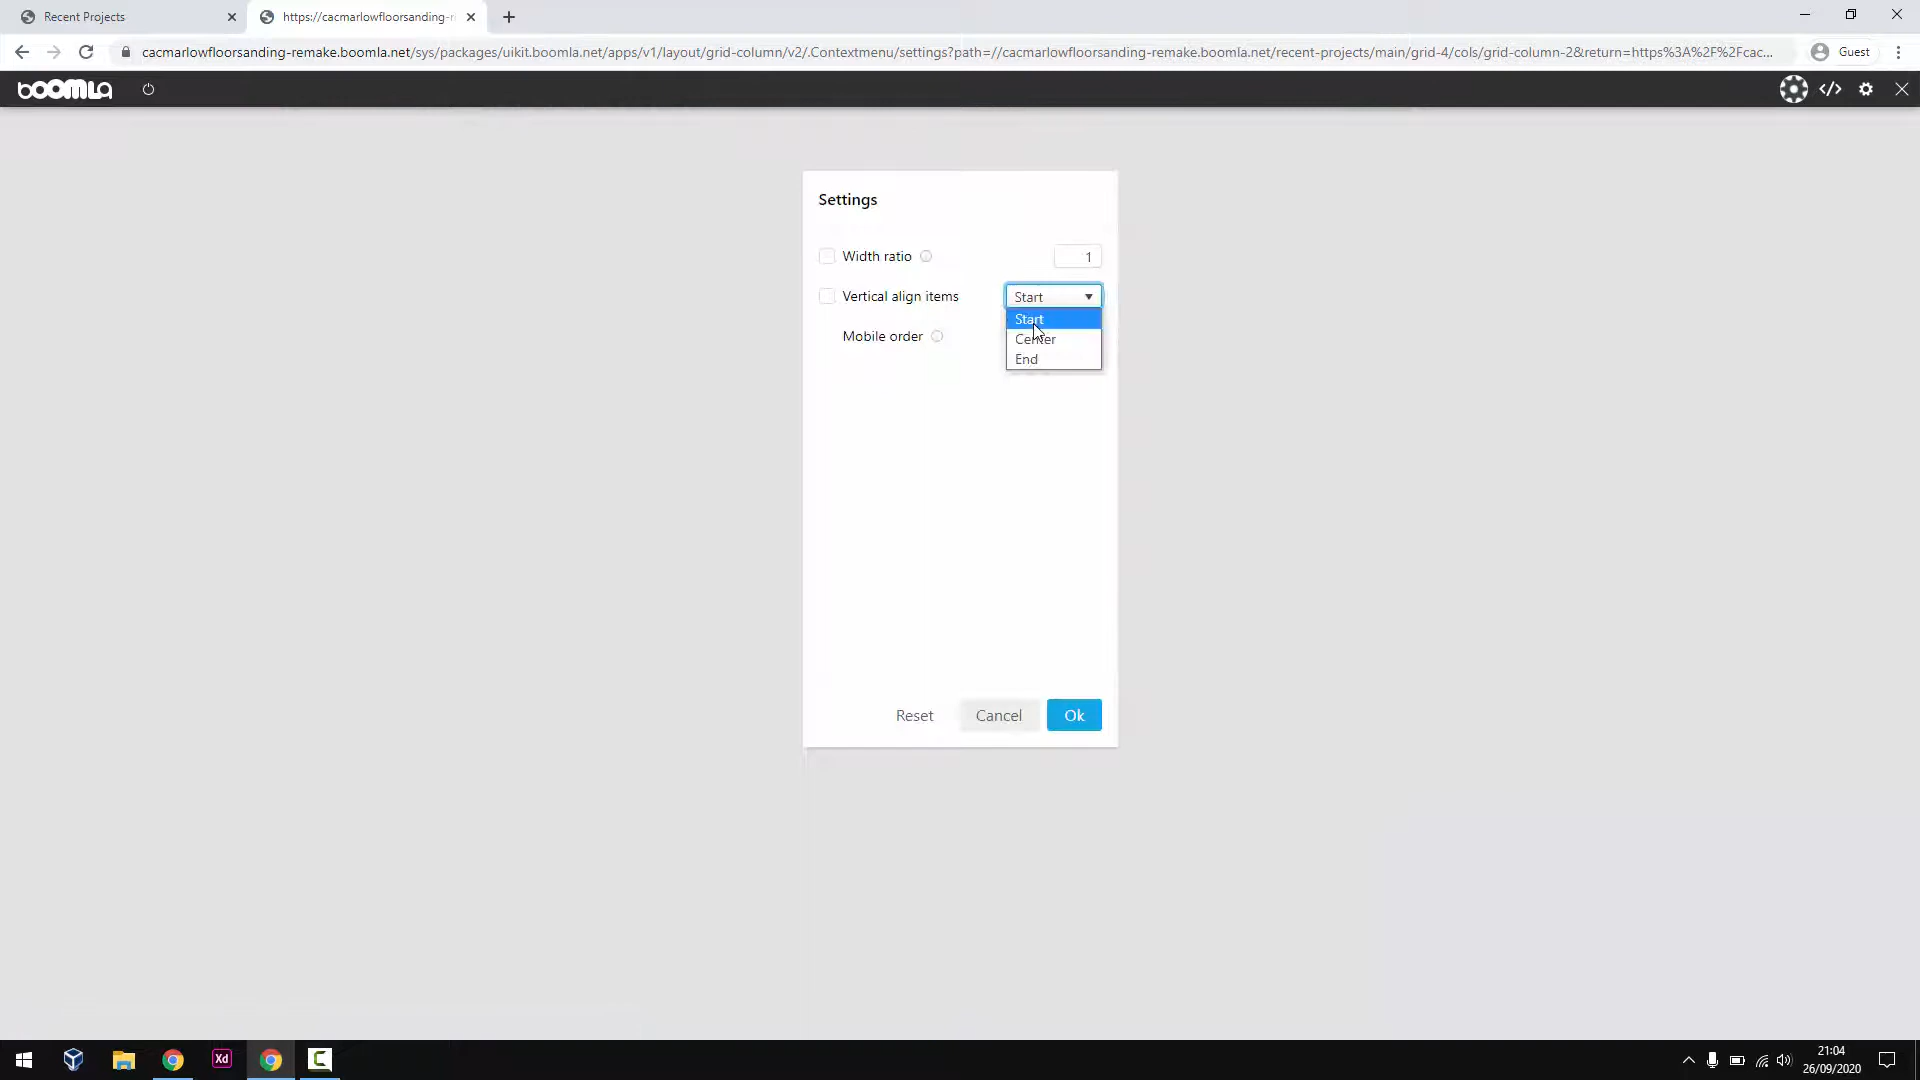 Recent Projects
https://cacmarlowfloorsanding-r
cacmarlowfloorsanding-remake.boomla.net/sys/packages/uikit.boomla.net/apps/v1/layout/grid-column/v2/.Contextmenu/settings?path=//cacmarlowfloorsanding-remake.boomla.net/recent-projects/main/grid-4/cols/grid-column-2&return=https%3A%2F%2Fcac...
Guest
boomla
Settings
Width ratio
1
Vertical align items
Start
Start
Mobile order
Center
End
Reset
Cancel
Ok
Xd
21:04
26/09/2020